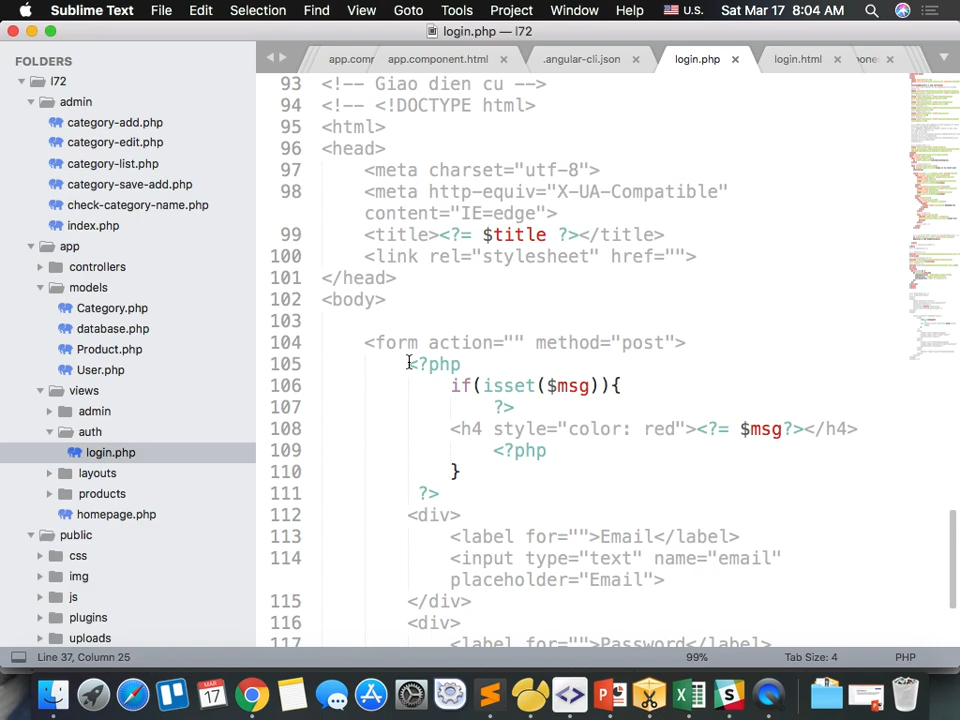 Sublime Text File Edit Selection Find View Goto Tools Project Window Help U.S. Sat Mar 17 8:04 AM
login.php — l72
FOLDERS
l72
admin
category-add.php
category-edit.php
category-list.php
category-save-add.php
check-category-name.php
index.php
app
controllers
models
Category.php
database.php
Product.php
User.php
views
admin
auth
login.php
layouts
products
homepage.php
public
css
img
js
plugins
uploads
app.comr app.component.html .angular-cli.json login.php login.html
93 <!-- Giao dien cu -->
94 <!-- <!DOCTYPE html>
95 <html>
96 <head>
97 <meta charset="utf-8">
98 <meta http-equiv="X-UA-Compatible"
content="IE=edge">
99 <title><?= $title ?></title>
100 <link rel="stylesheet" href="">
101 </head>
102 <body>
103
104 <form action="" method="post">
105 <?php
106 if(isset($msg)){
107 ?>
108 <h4 style="color: red"><?= $msg?></h4>
109 <?php
110 }
111 ?>
112 <div>
113 <label for="">Email</label>
114 <input type="text" name="email"
placeholder="Email">
115 </div>
116 <div>
117 <label for="">Password</label>
Line 37, Column 25 99% Tab Size: 4 PHP
MAR
17